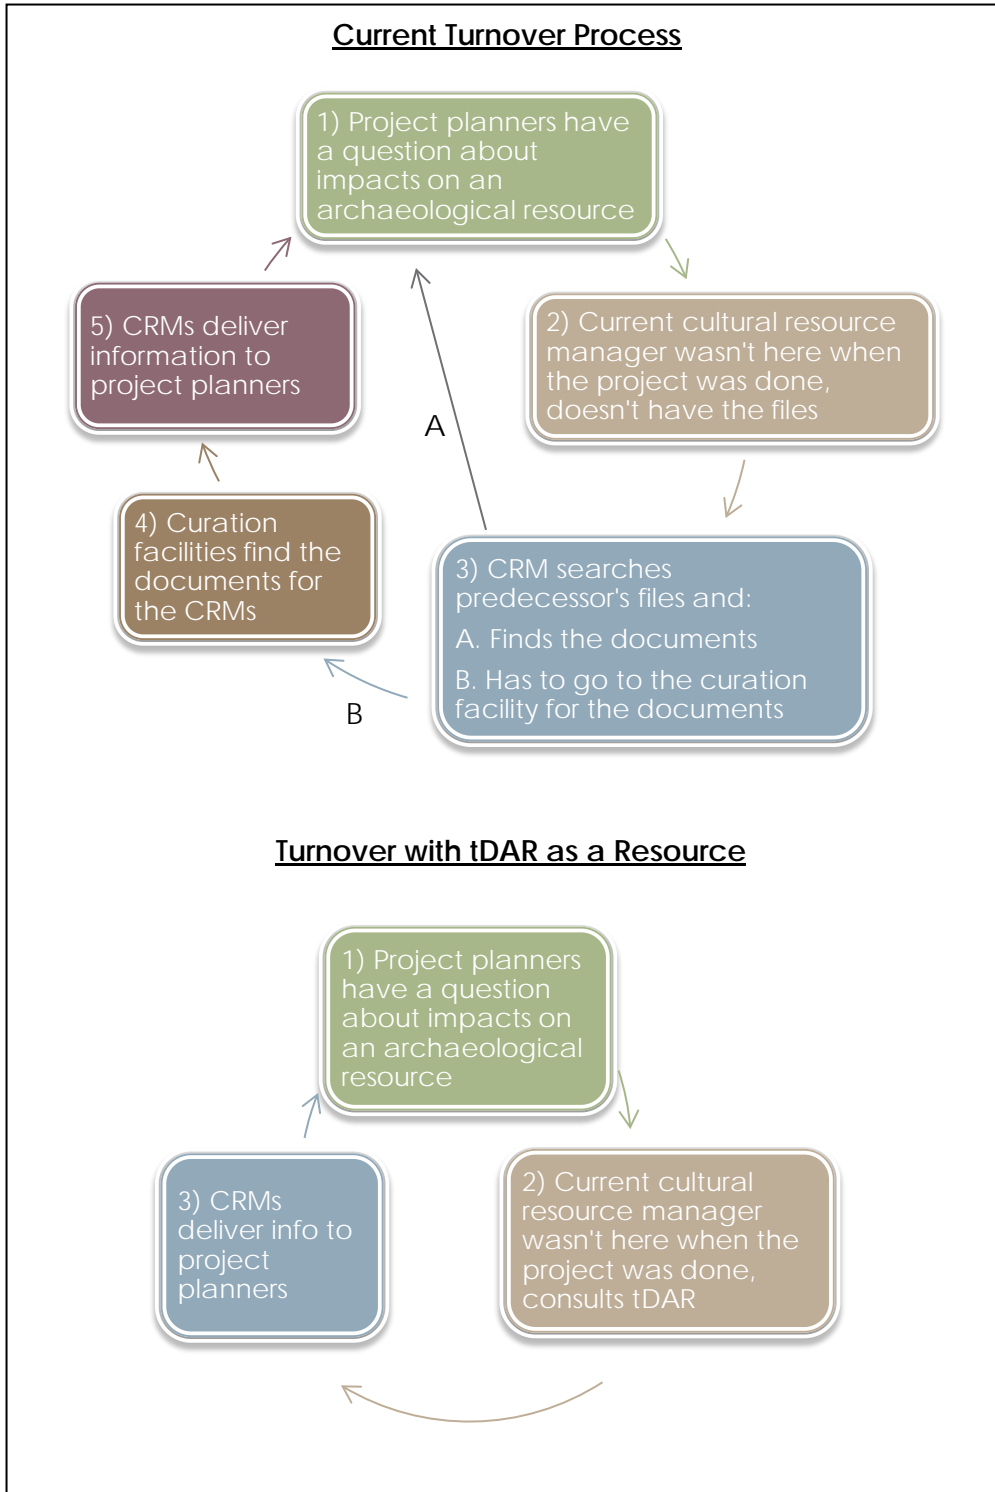 Current Turnover Process
1) Project planners have
a question about
impacts on an
archaeological resource
5) CRMs deliver
information to
project planners
2) Current cultural resource
manager wasn't here when
the project was done,
doesn't have the files
A
4) Curation
facilities find the
documents for
the CRMs
3) CRM searches
predecessor's files and:
A. Finds the documents
B. Has to go to the curation
facility for the documents
B
Turnover with tDAR as a Resource
1) Project planners
have a question
about impacts on
an archaeological
resource
2) Current cultural
resource manager
wasn't here when the
project was done,
consults tDAR
3) CRMs
deliver info to
project
planners